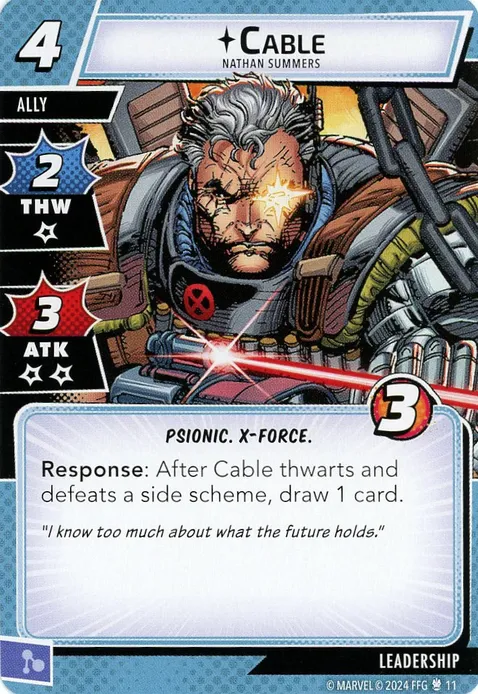 4
CABLE
NATHAN SUMMERS
ALLY
2
THW
3
ATK
3
PSIONIC. X-FORCE.
Response: After Cable thwarts and
defeats a side scheme, draw 1 card.
"I know too much about what the future holds."
LEADERSHIP
© MARVEL © 2024 FFG 11